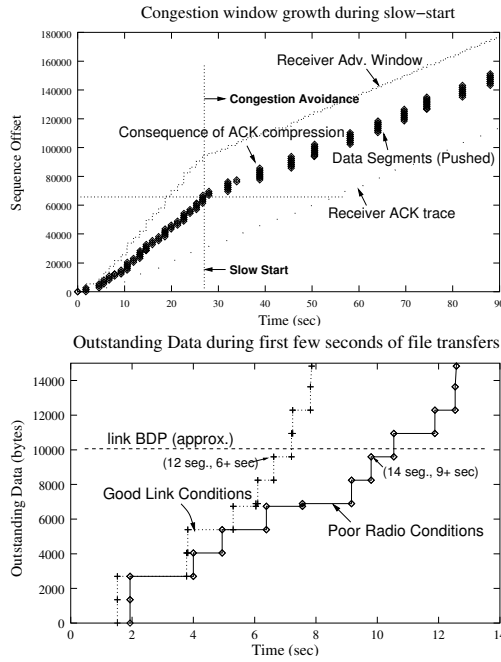 Congestion window growth during slow-start
180000
160000
140000
120000
100000
80000
60000
40000
20000
0
Sequence Offset
Receiver Adv. Window
Congestion Avoidance
Consequence of ACK compression
Data Segments (Pushed)
Receiver ACK trace
Slow Start
0 10 20 30 40 50 60 70 80 90
Time (sec)
Outstanding Data during first few seconds of file transfers
14000
12000
10000
8000
6000
4000
2000
0
Outstanding Data (bytes)
link BDP (approx.)
(12 seg., 6+ sec)
(14 seg., 9+ sec)
Good Link Conditions
Poor Radio Conditions
0 2 4 6 8 10 12 14
Time (sec)